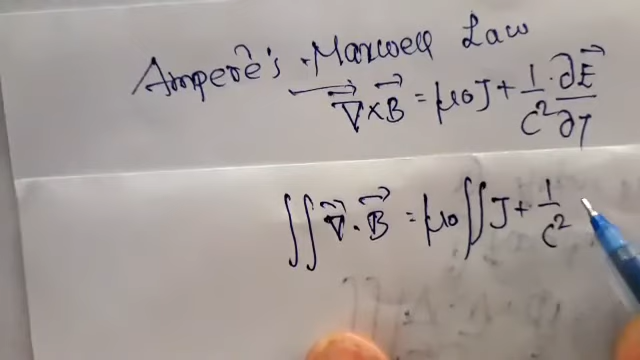 Ampere's Maxwell Law
∇⃗×B⃗ = μ₀J + 1/C² · ∂E⃗/∂T
∬ ∇⃗·B⃗ = μ₀∬J + 1/C²